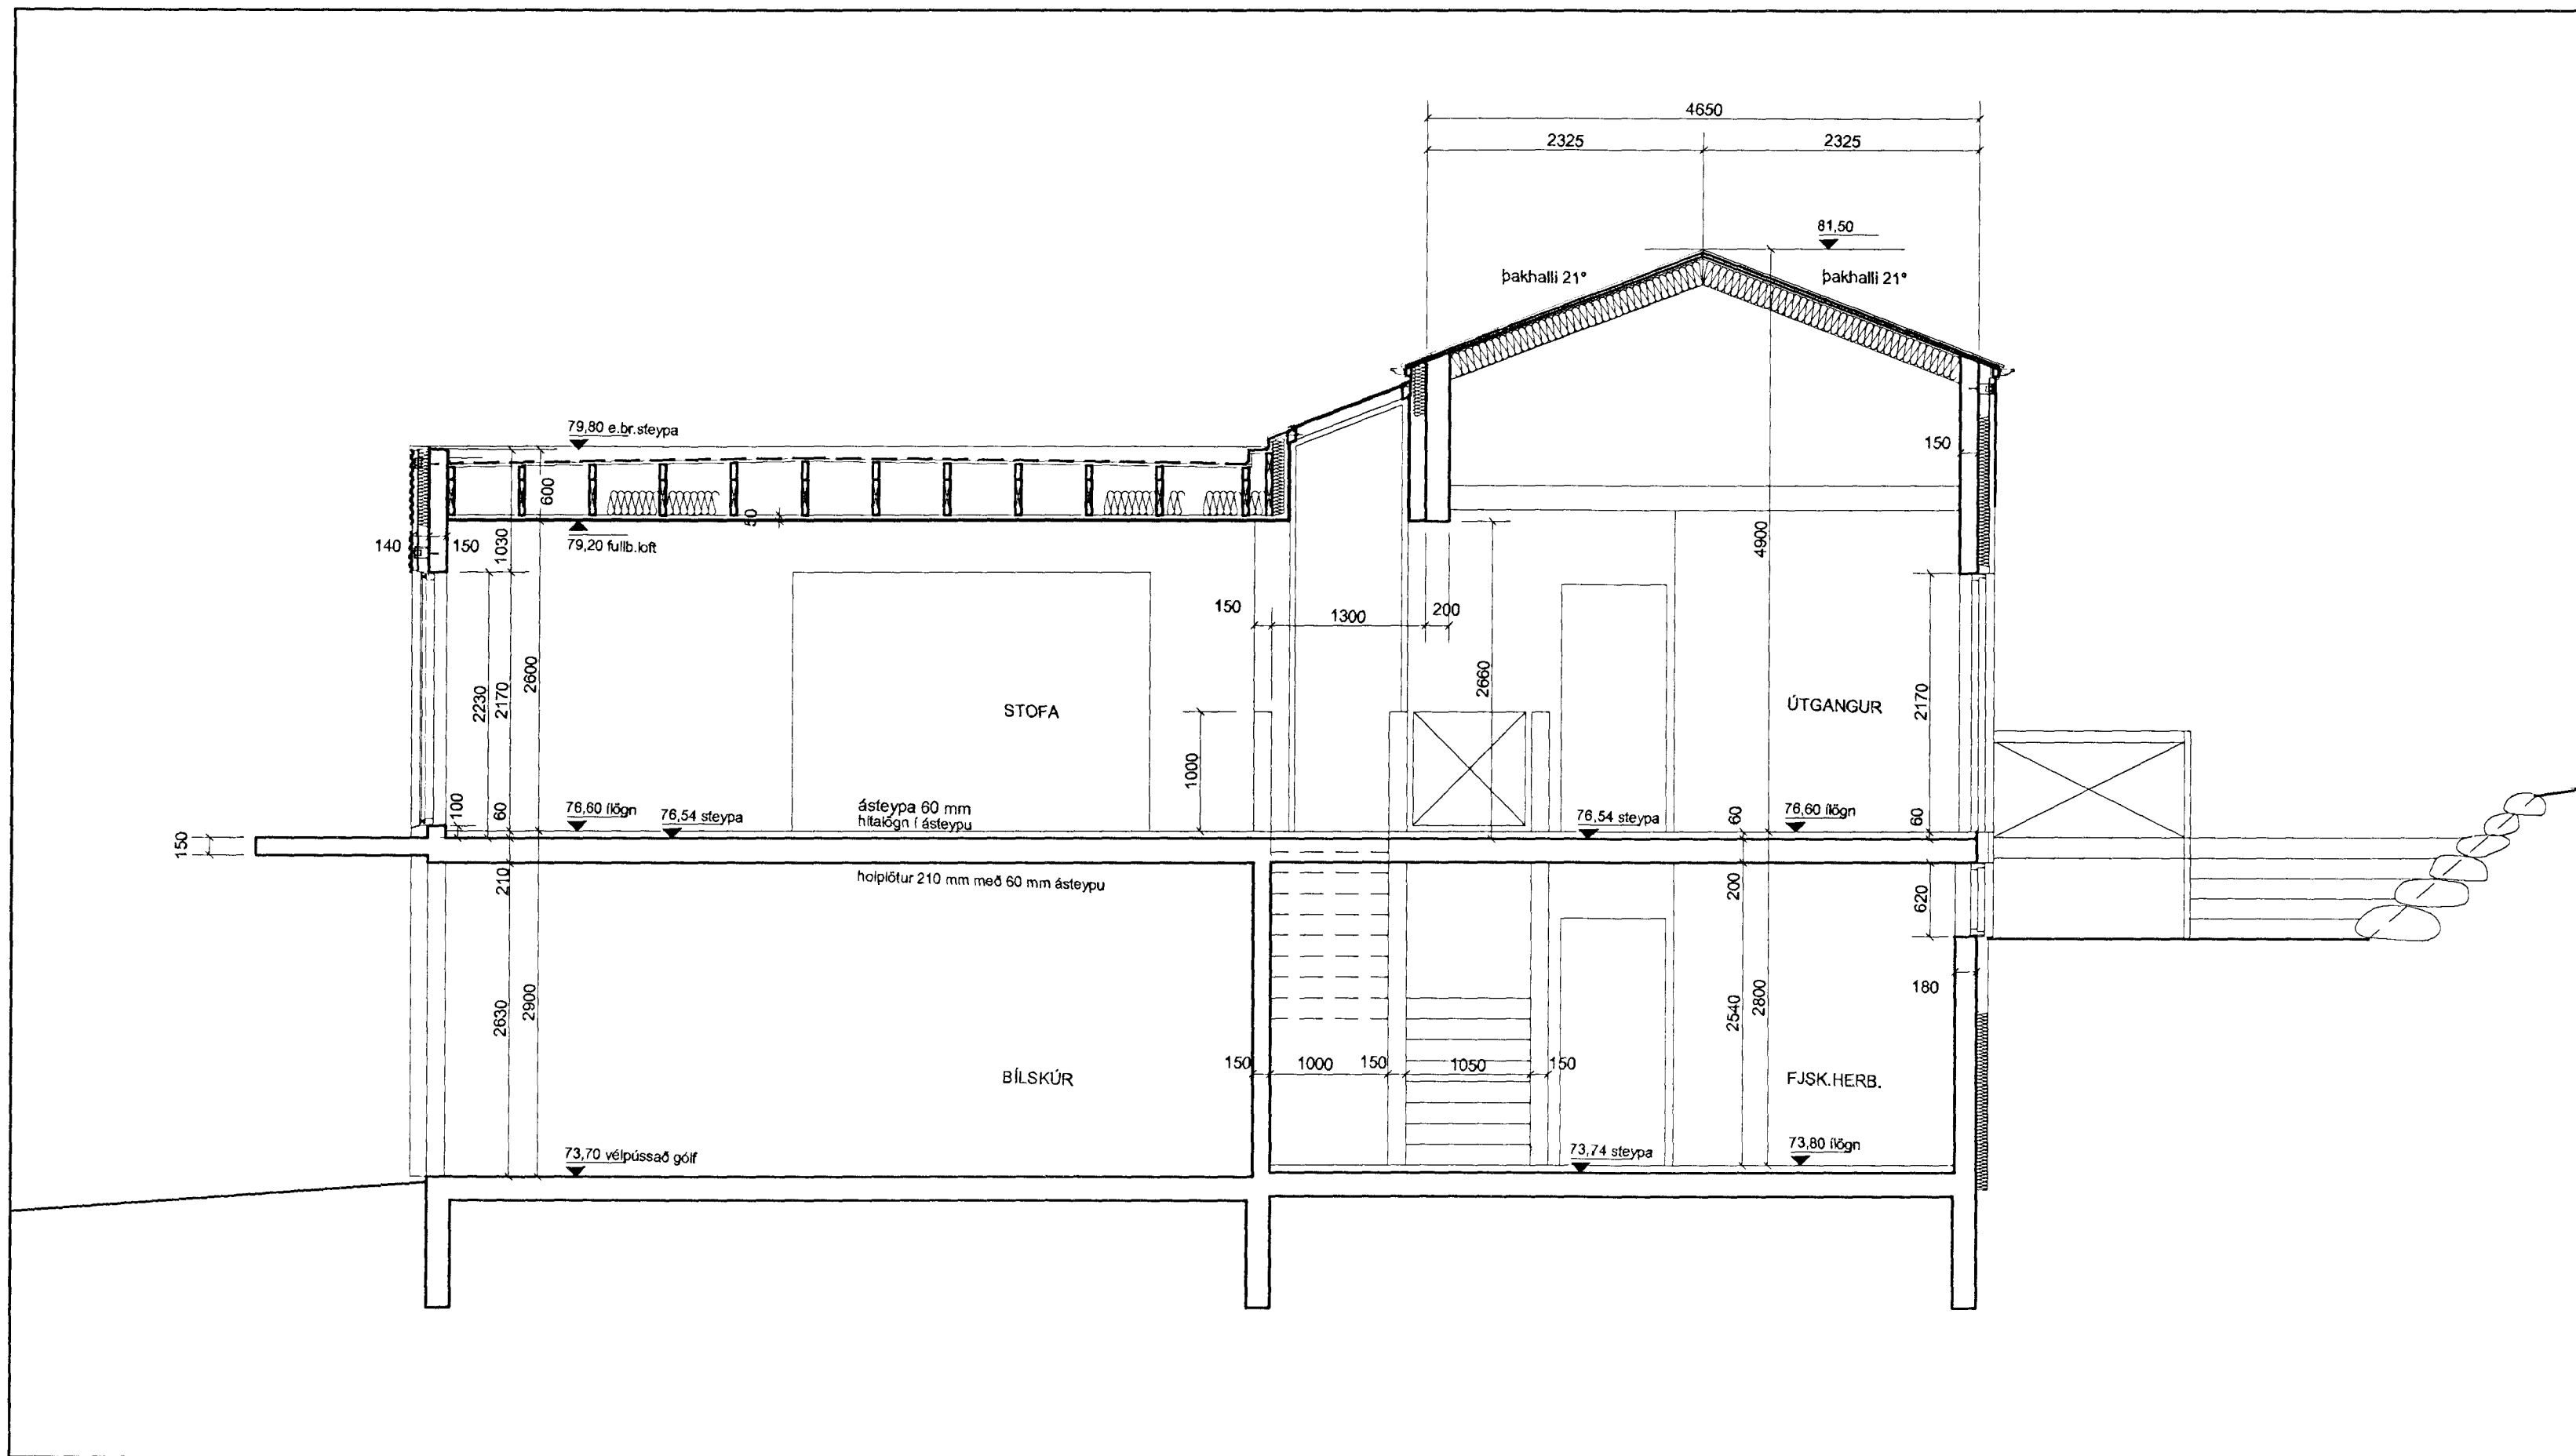 4650
2325
2325
81,50
þakhalli 21°
þakhalli 21°
79,80 e.br.steypa
150
600
50
140
150
1030
79,20 fullb.loft
4900
150
1300
200
2230
2170
2600
2660
2170
STOFA
ÚTGANGUR
1000
100
60
76,60 ílögn
76,54 steypa
ásteypa 60 mm
hítalögn í ásteypu
76,54 steypa
60
76,60 ílögn
60
150
210
holplötur 210 mm með 60 mm ásteypu
200
620
180
2630
2900
2540
2800
150
1000
150
1050
150
BÍLSKÚR
FJSK.HERB.
73,70 vélpússað gólf
73,74 steypa
73,80 ílögn